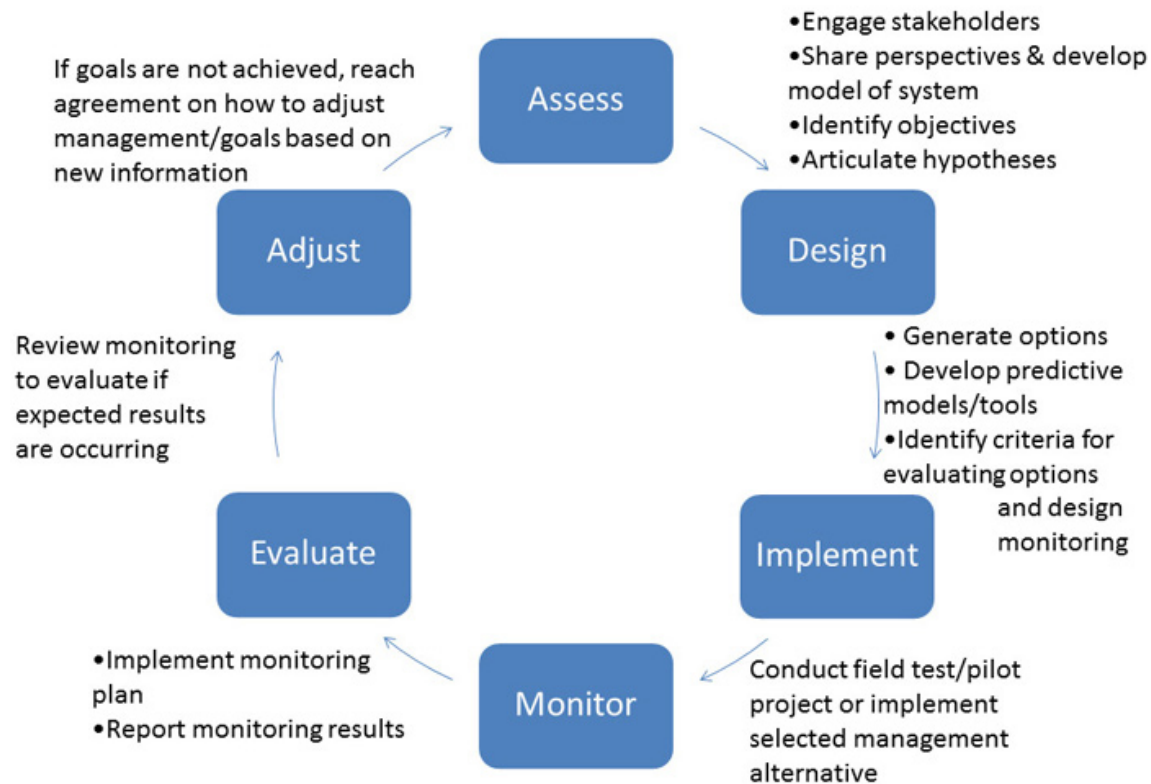 Assess
•Engage stakeholders
•Share perspectives & develop
model of system
•Identify objectives
•Articulate hypotheses
Design
• Generate options
• Develop predictive
models/tools
•Identify criteria for
evaluating options
and design
monitoring
Implement
Conduct field test/pilot
project or implement
selected management
alternative
Monitor
•Implement monitoring
plan
•Report monitoring results
Evaluate
Review monitoring
to evaluate if
expected results
are occurring
Adjust
If goals are not achieved, reach
agreement on how to adjust
management/goals based on
new information